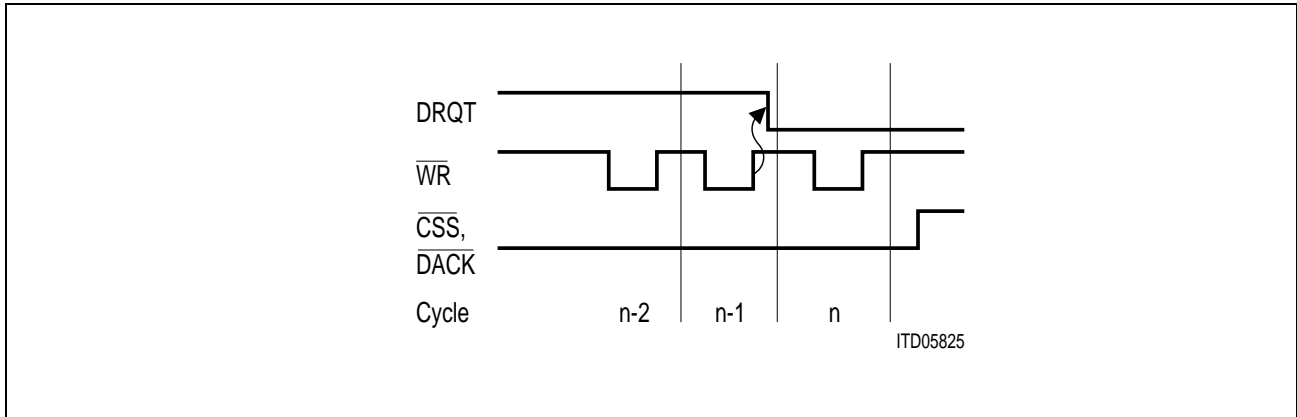 DRQT
WR
CSS,
DACK
Cycle n-2 n-1 n
ITD05825